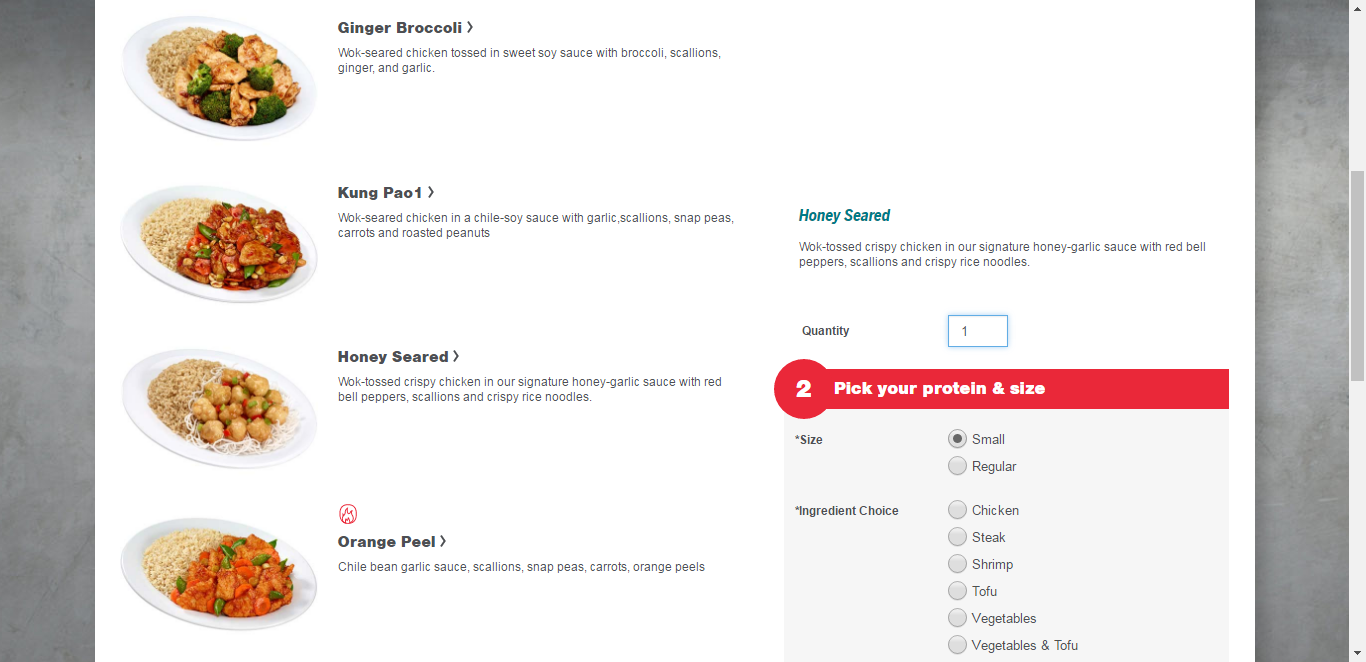 Ginger Broccoli >
Wok-seared chicken tossed in sweet soy sauce with broccoli, scallions,
ginger, and garlic.
Kung Pao1 >
Wok-seared chicken in a chile-soy sauce with garlic,scallions, snap peas,
carrots and roasted peanuts
Honey Seared >
Wok-tossed crispy chicken in our signature honey-garlic sauce with red
bell peppers, scallions and crispy rice noodles.
Orange Peel >
Chile bean garlic sauce, scallions, snap peas, carrots, orange peels
Honey Seared
Wok-tossed crispy chicken in our signature honey-garlic sauce with red bell
peppers, scallions and crispy rice noodles.
Quantity 1
2 Pick your protein & size
*Size Small
Regular
*Ingredient Choice Chicken
Steak
Shrimp
Tofu
Vegetables
Vegetables & Tofu